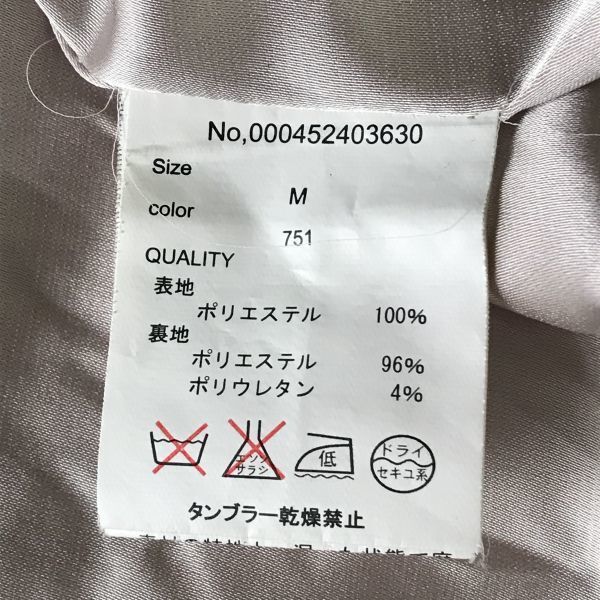 No,000452403630
Size M
color 751
QUALITY
表地
ポリエステル 100%
裏地
ポリエステル 96%
ポリウレタン 4%
エンソ サラシ 低 ドライ セキユ系
タンブラー乾燥禁止